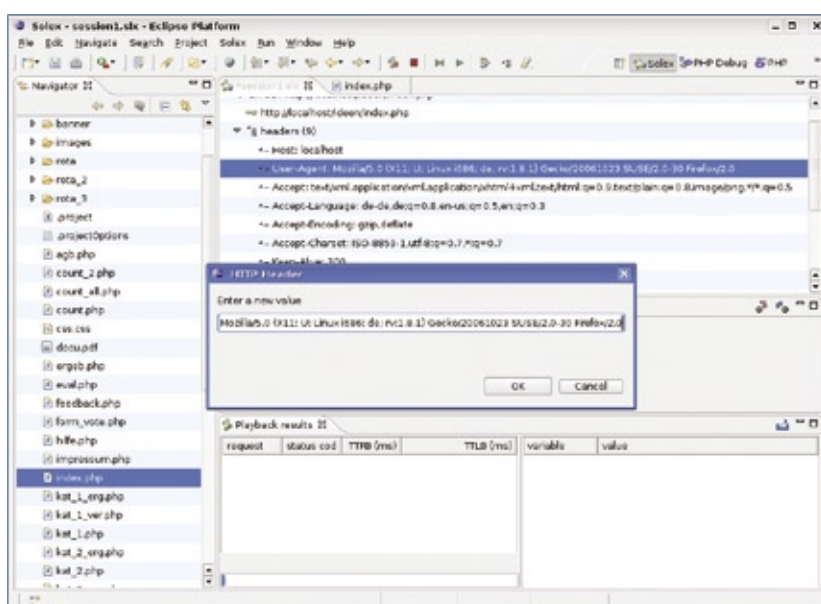 Solex - session1.slx - Eclipse Platform
File Edit Navigate Search Project Solex Run Window Help
Solex PHP Debug PHP
Navigator
index.php
banner
images
rota
rota_2
rota_3
.project
.projectOptions
agb.php
count_2.php
count_all.php
count.php
css.css
docu.pdf
ergeb.php
eval.php
feedback.php
form_vote.php
hilfe.php
impressum.php
index.php
kat_1_erg.php
kat_1_ver.php
kat_1.php
kat_2_erg.php
kat_2.php
http://localhost/ideen/index.php
headers (9)
Host: localhost
User-Agent: Mozilla/5.0 (X11; U; Linux i686; de; rv:1.8.1) Gecko/20061023 SUSE/2.0-30 Firefox/2.0
Accept: text/xml,application/xml,application/xhtml+xml,text/html;q=0.9,text/plain;q=0.8,image/png,*/*;q=0.5
Accept-Language: de-de,de;q=0.8,en-us;q=0.5,en;q=0.3
Accept-Encoding: gzip,deflate
Accept-Charset: ISO-8859-1,utf-8;q=0.7,*;q=0.7
Keep-Alive: 300
HTTP Header
Enter a new value
Mozilla/5.0 (X11; U; Linux i686; de; rv:1.8.1) Gecko/20061023 SUSE/2.0-30 Firefox/2.0
OK Cancel
Playback results
request status cod TTFB (ms) TTLB (ms) variable value